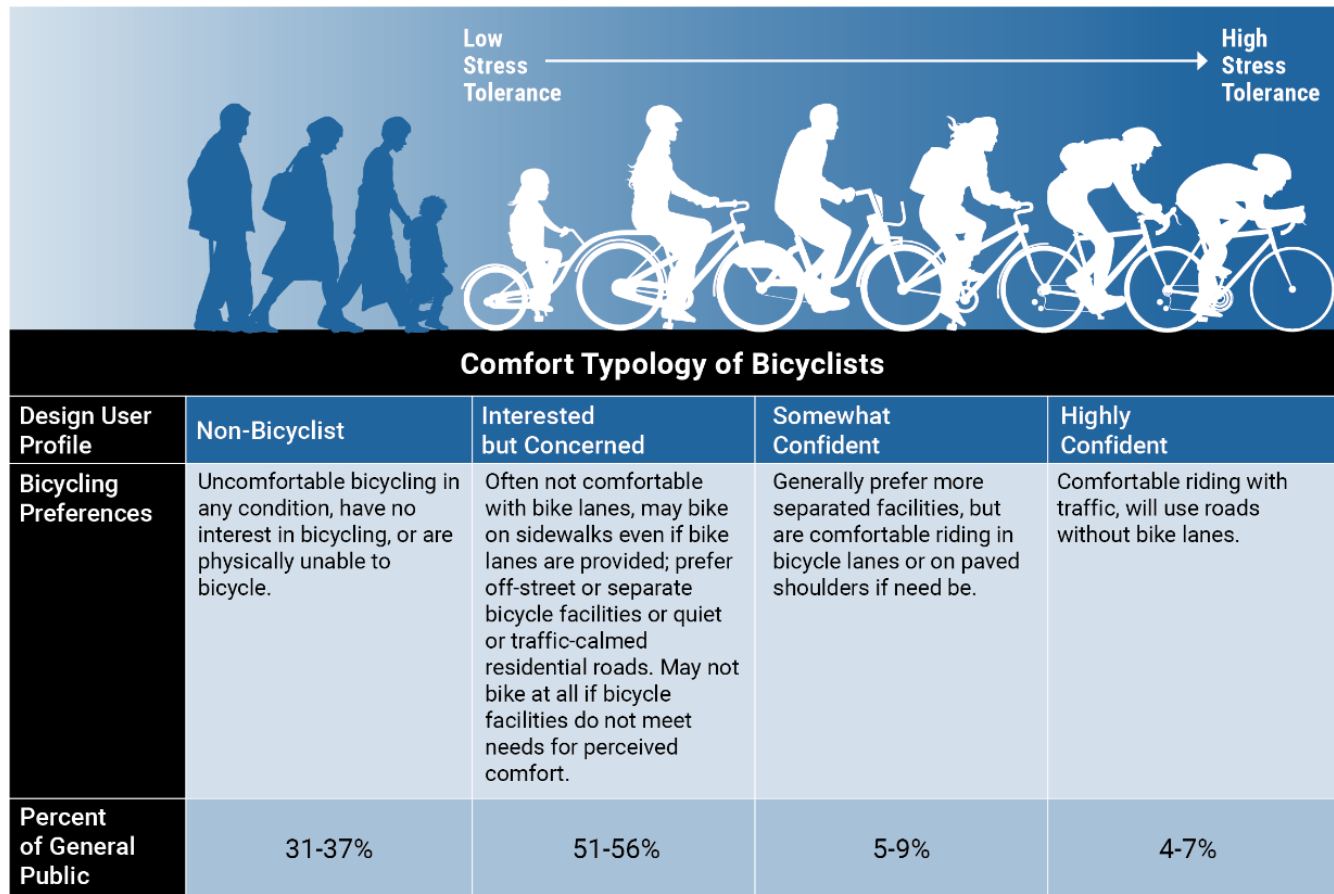 Low
Stress
Tolerance
High
Stress
Tolerance
Comfort Typology of Bicyclists
Design User
Profile
Non-Bicyclist
Interested
but Concerned
Somewhat
Confident
Highly
Confident
Bicycling
Preferences
Uncomfortable bicycling in
any condition, have no
interest in bicycling, or are
physically unable to
bicycle.
Often not comfortable
with bike lanes, may bike
on sidewalks even if bike
lanes are provided; prefer
off-street or separate
bicycle facilities or quiet
or traffic-calmed
residential roads. May not
bike at all if bicycle
facilities do not meet
needs for perceived
comfort.
Generally prefer more
separated facilities, but
are comfortable riding in
bicycle lanes or on paved
shoulders if need be.
Comfortable riding with
traffic, will use roads
without bike lanes.
Percent
of General
Public
31-37%
51-56%
5-9%
4-7%